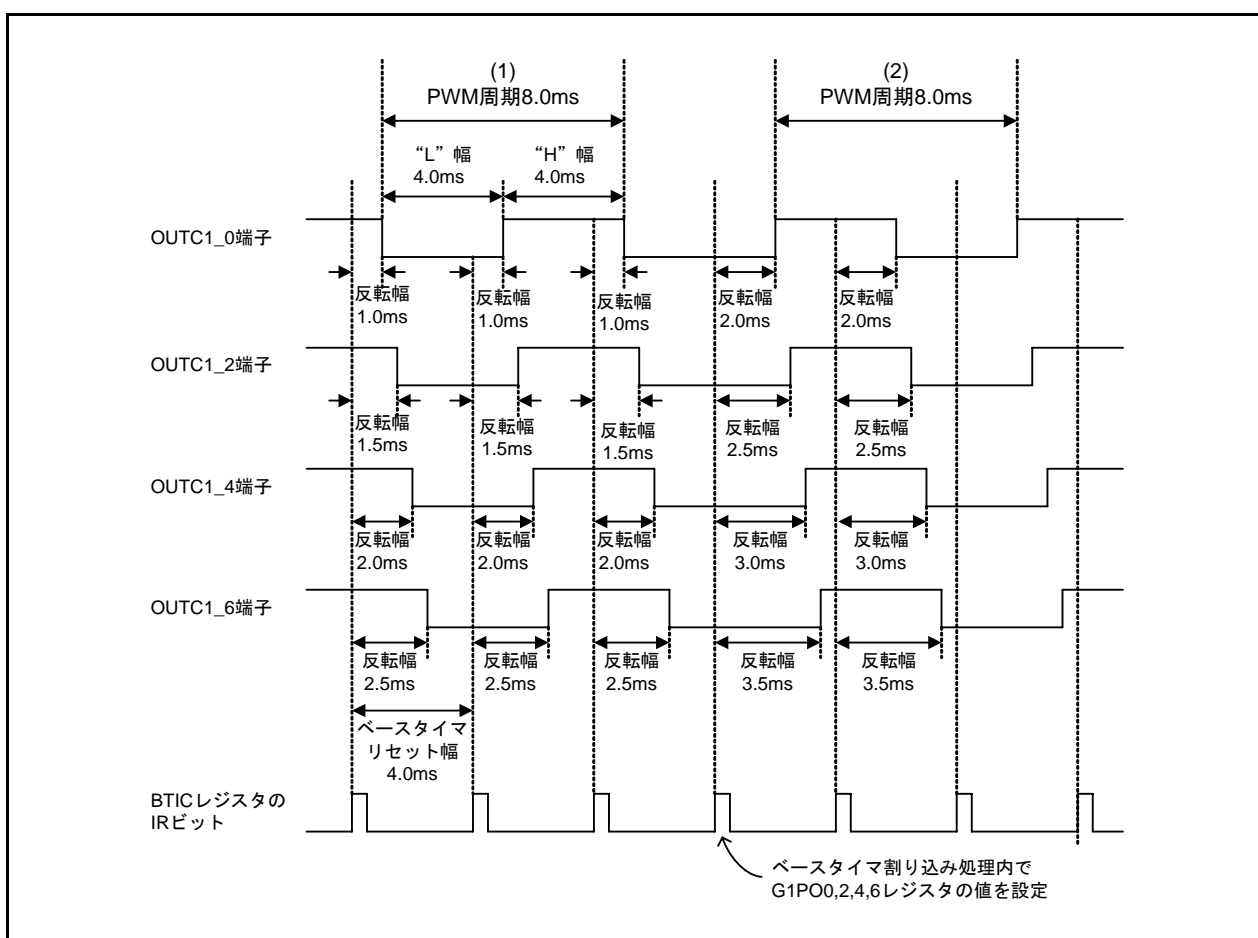 (1)
PWM周期8.0ms
(2)
PWM周期8.0ms
“L”幅
4.0ms
“H”幅
4.0ms
OUTC1_0端子
反転幅
1.0ms
反転幅
1.0ms
反転幅
1.0ms
反転幅
2.0ms
反転幅
2.0ms
OUTC1_2端子
反転幅
1.5ms
反転幅
1.5ms
反転幅
1.5ms
反転幅
2.5ms
反転幅
2.5ms
OUTC1_4端子
反転幅
2.0ms
反転幅
2.0ms
反転幅
2.0ms
反転幅
3.0ms
反転幅
3.0ms
OUTC1_6端子
反転幅
2.5ms
反転幅
2.5ms
反転幅
2.5ms
反転幅
3.5ms
反転幅
3.5ms
ベースタイマ
リセット幅
4.0ms
BTICレジスタの
IRビット
ベースタイマ割り込み処理内で
G1PO0,2,4,6レジスタの値を設定